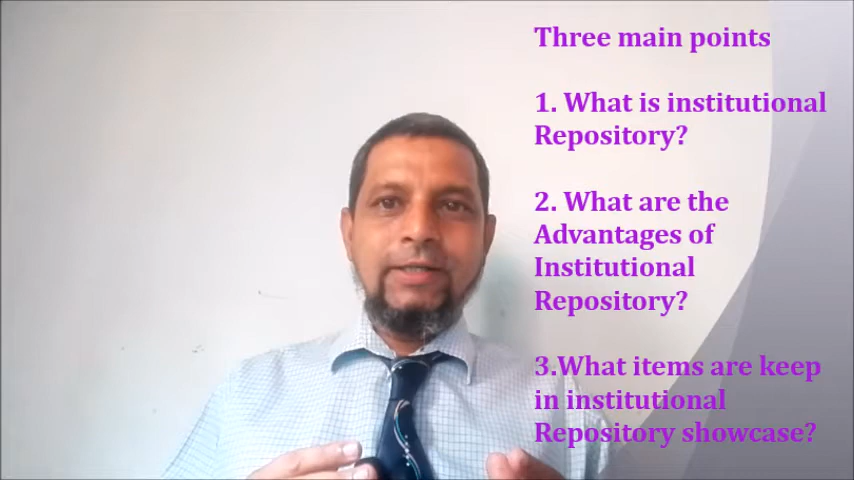 Three main points
1. What is institutional
Repository?
2. What are the
Advantages of
Institutional
Repository?
3.What items are keep
in institutional
Repository showcase?